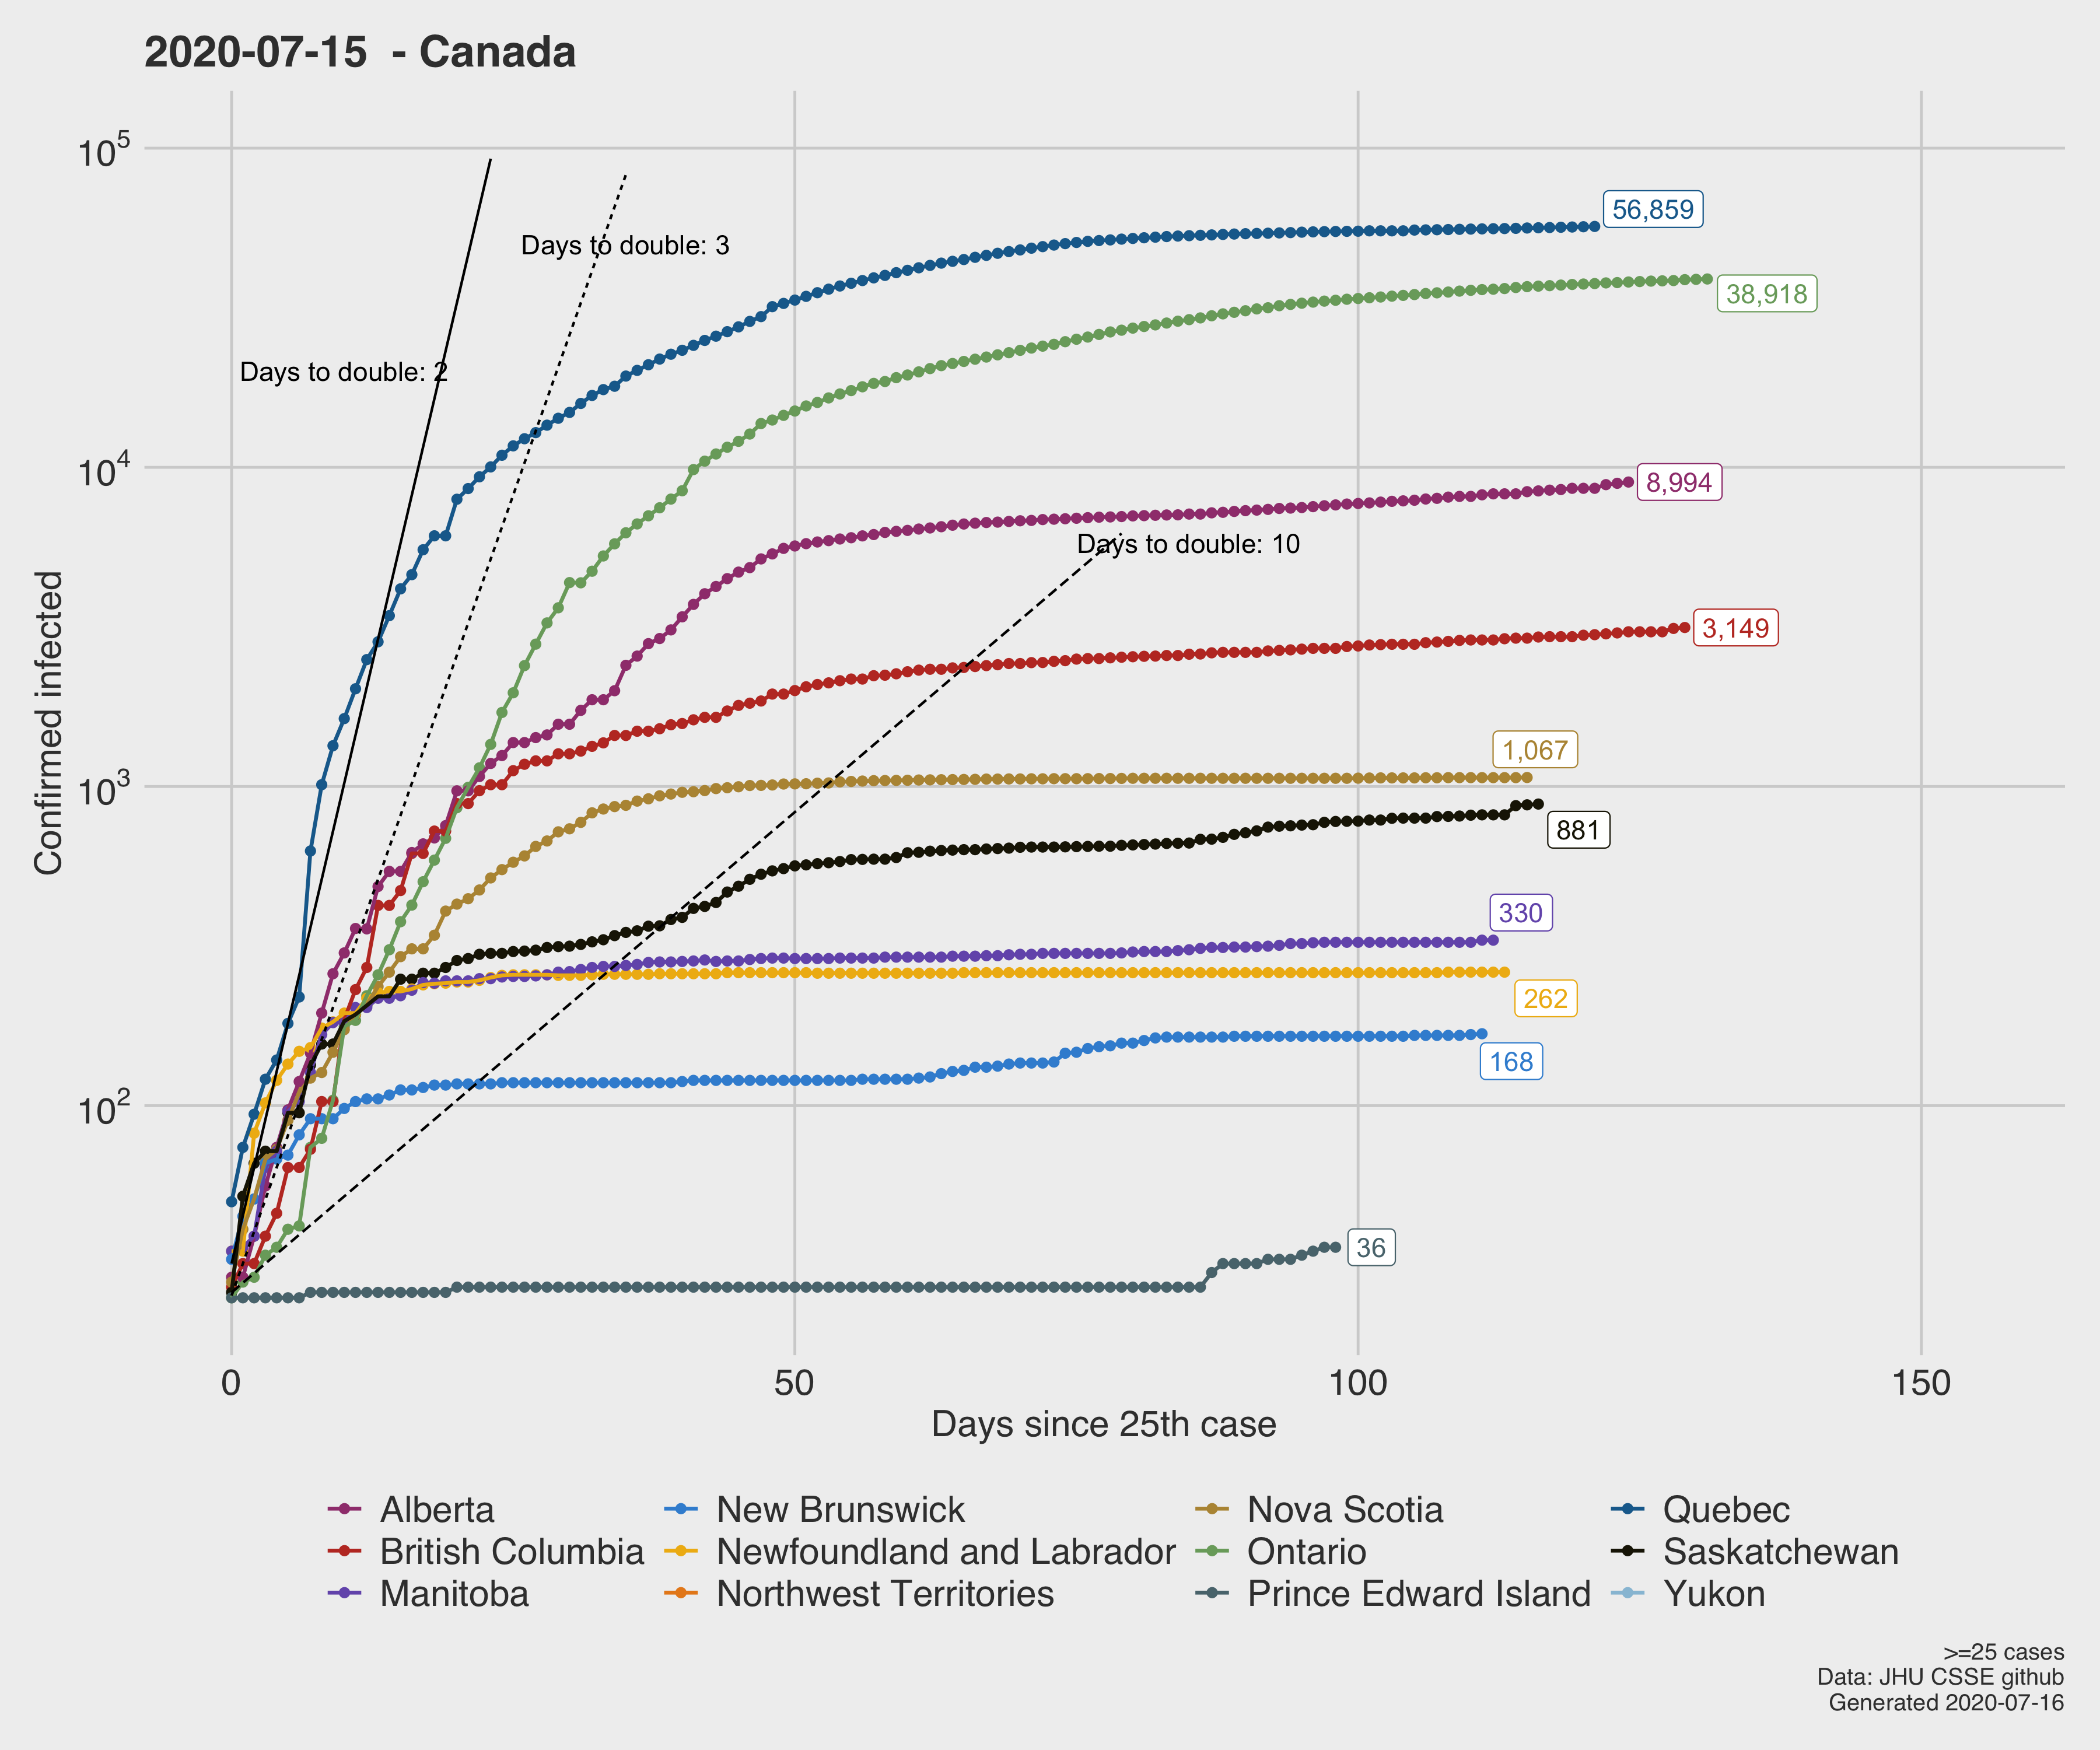 2020-07-15 - Canada
10^5
10^4
10^3
10^2
Confirmed infected
Days to double: 2
Days to double: 3
Days to double: 10
56,859
38,918
8,994
3,149
1,067
881
330
262
168
36
0 50 100 150
Days since 25th case
Alberta New Brunswick Nova Scotia Quebec
British Columbia Newfoundland and Labrador Ontario Saskatchewan
Manitoba Northwest Territories Prince Edward Island Yukon
>=25 cases
Data: JHU CSSE github
Generated 2020-07-16